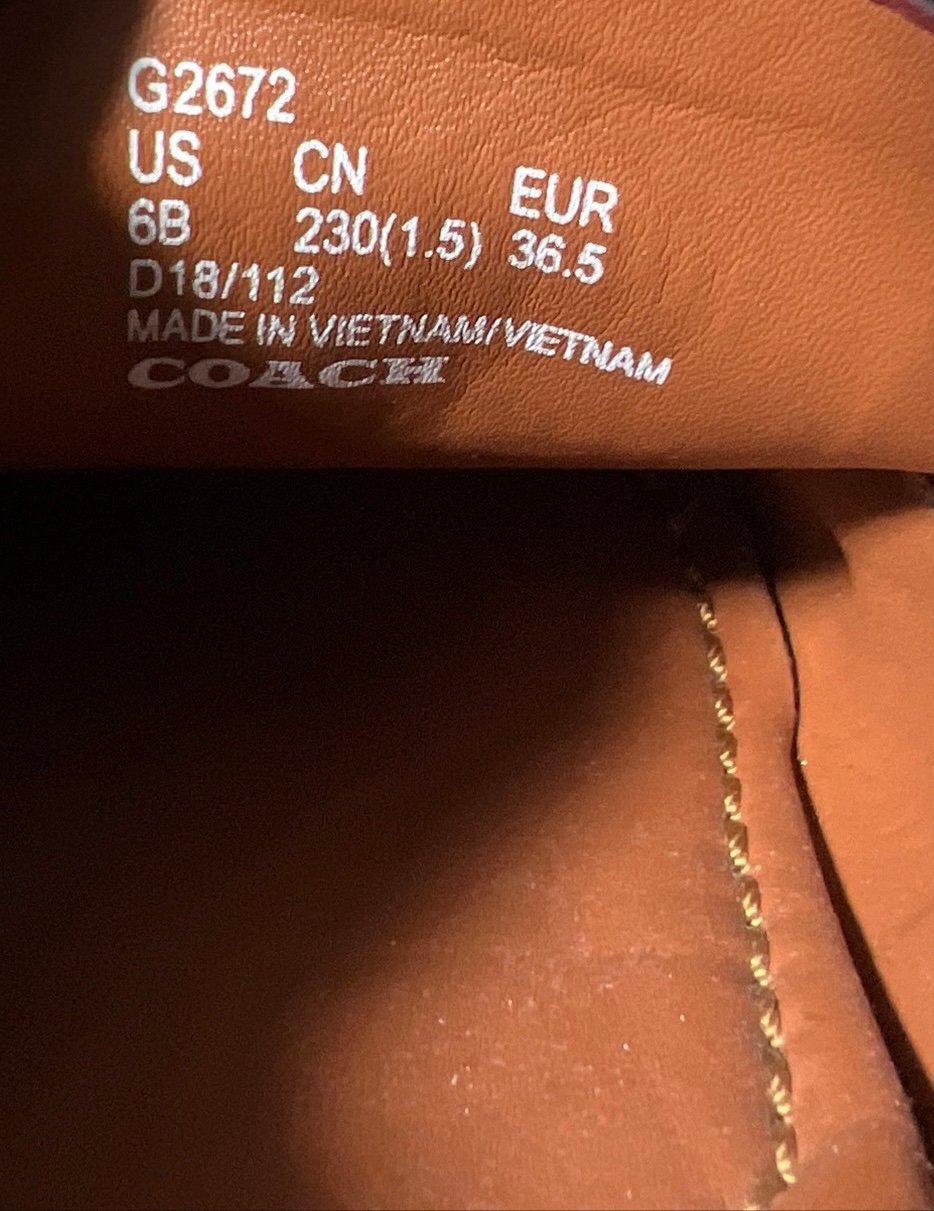 G2672
US CN EUR
6B 230(1.5) 36.5
D18/112
MADE IN VIETNAM/VIETNAM
COACH